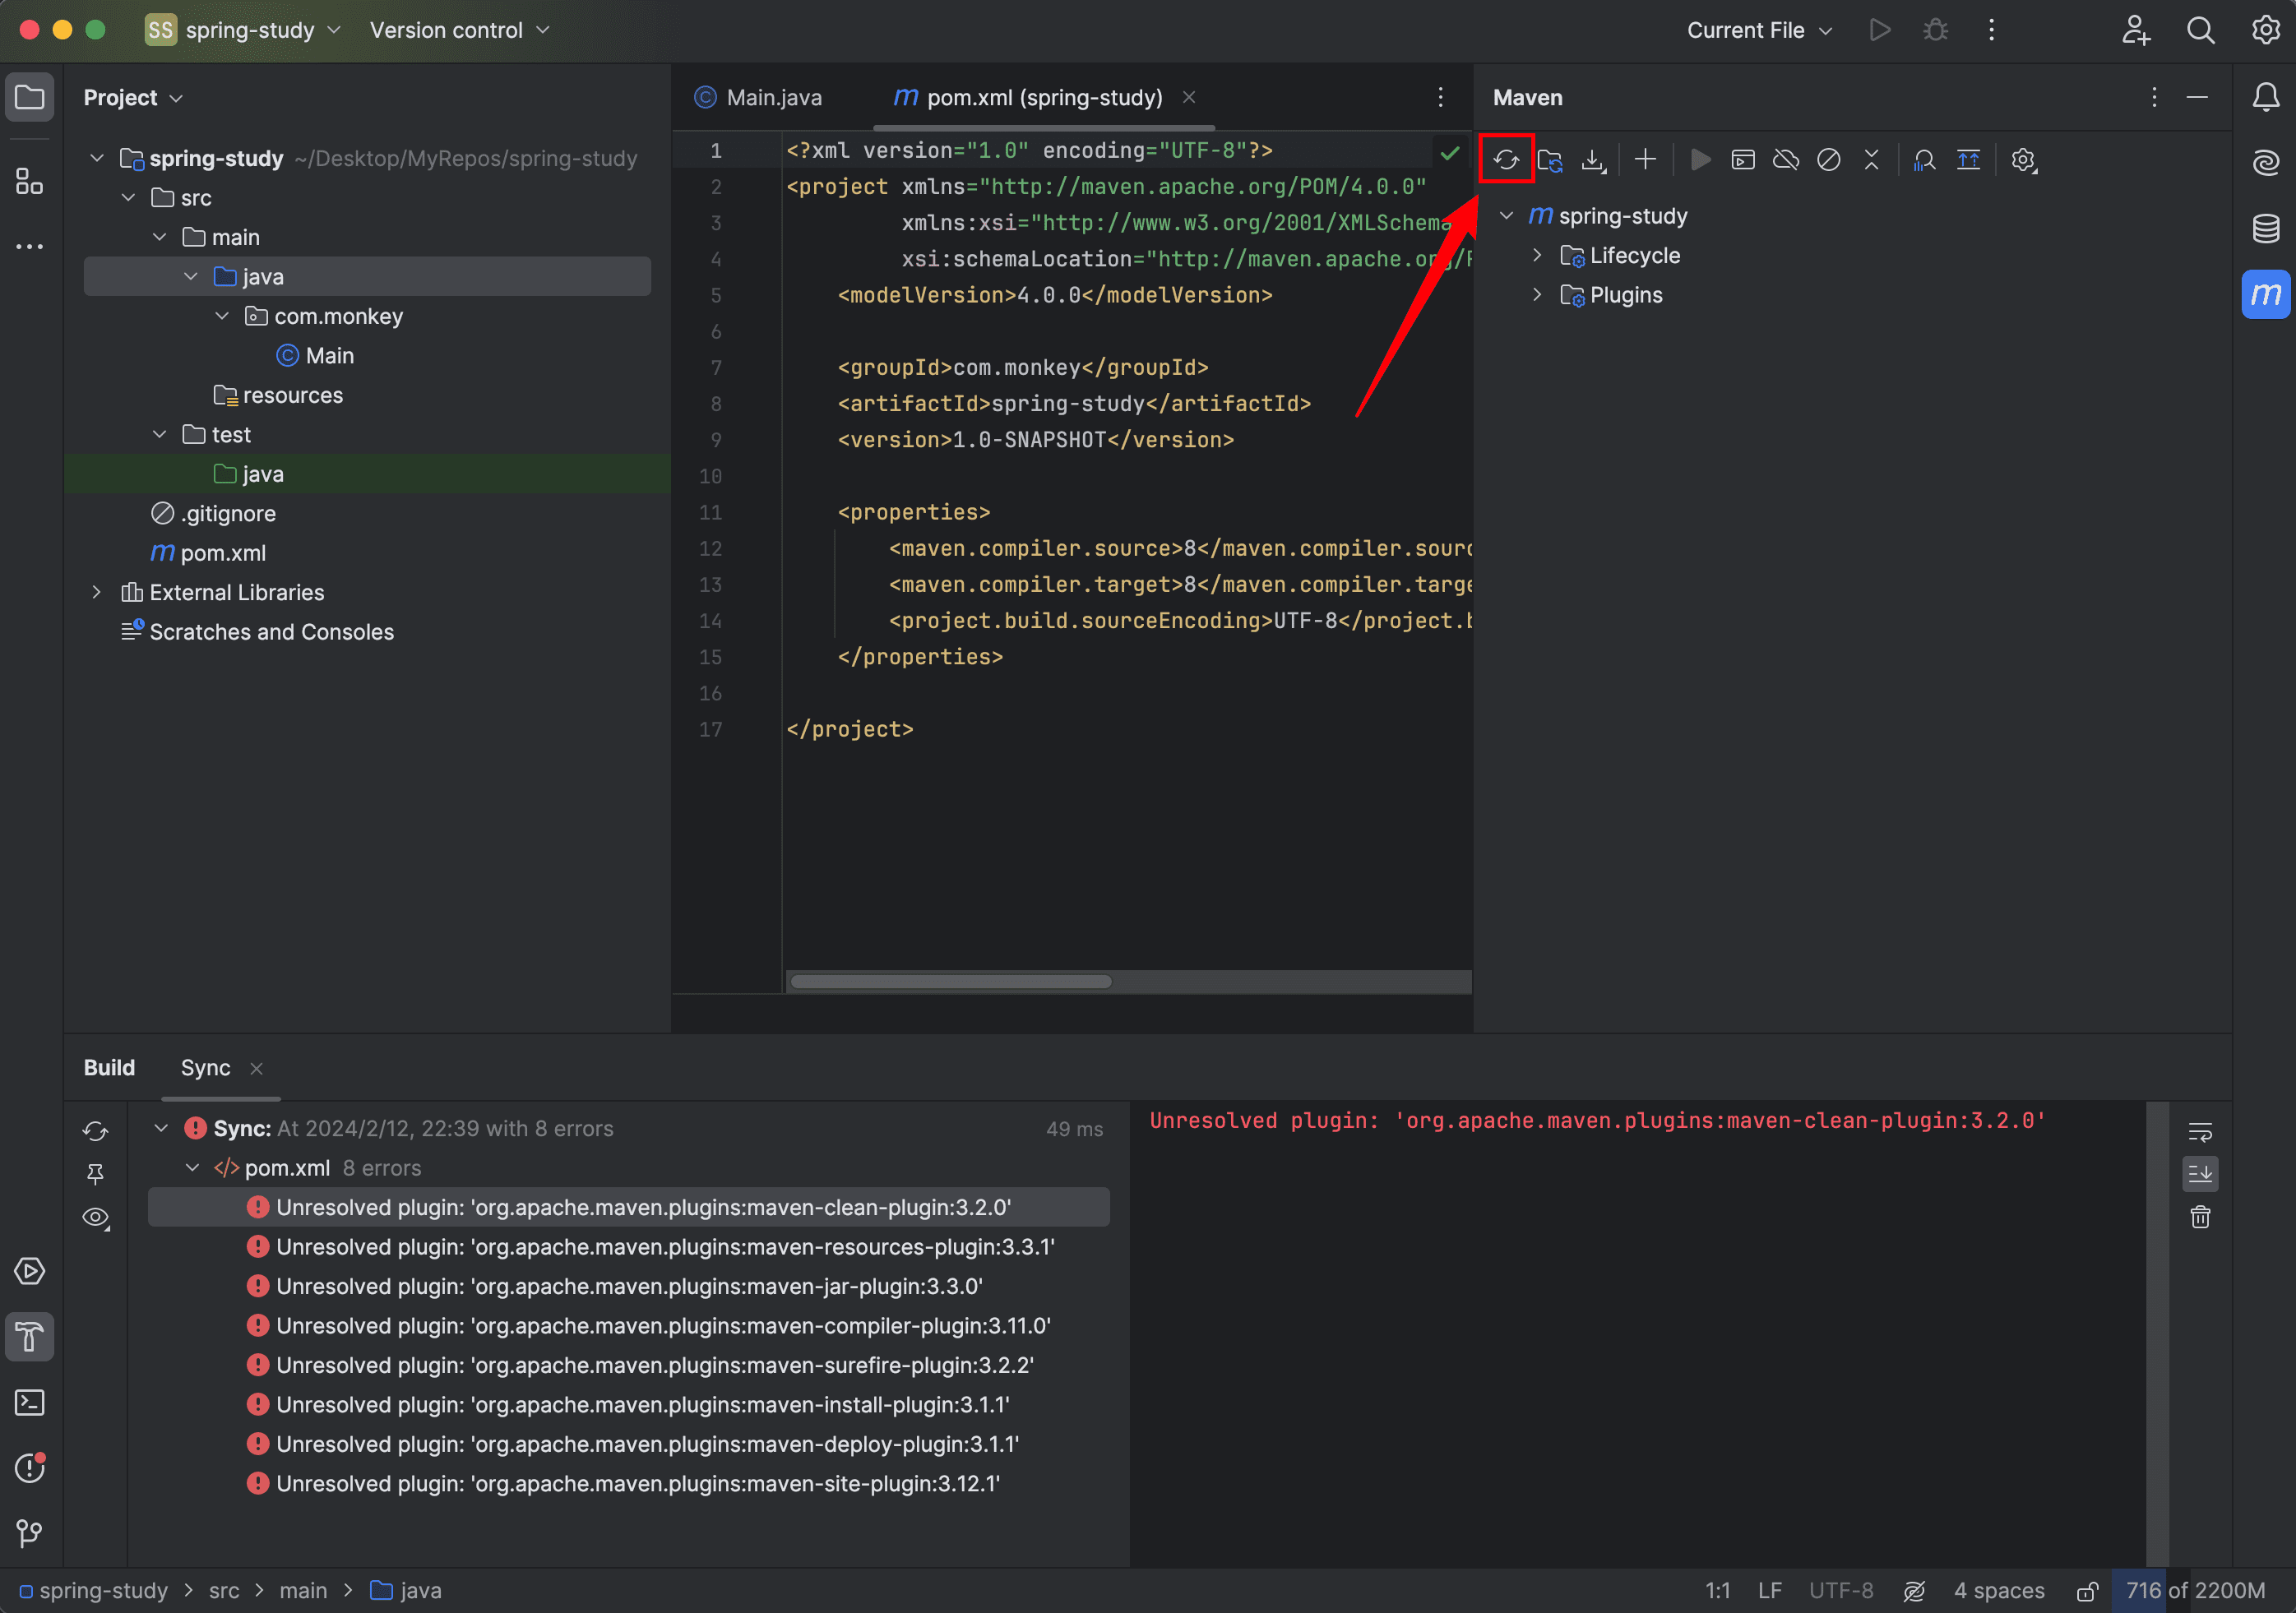 SS spring-study
Version control
Current File
Project
spring-study ~/Desktop/MyRepos/spring-study
src
main
java
com.monkey
Main
resources
test
java
.gitignore
pom.xml
External Libraries
Scratches and Consoles
Main.java
pom.xml (spring-study)
1 <?xml version="1.0" encoding="UTF-8"?>
2 <project xmlns="http://maven.apache.org/POM/4.0.0"
3 xmlns:xsi="http://www.w3.org/2001/XMLSchema
4 xsi:schemaLocation="http://maven.apache.org/
5 <modelVersion>4.0.0</modelVersion>
6
7 <groupId>com.monkey</groupId>
8 <artifactId>spring-study</artifactId>
9 <version>1.0-SNAPSHOT</version>
10
11 <properties>
12 <maven.compiler.source>8</maven.compiler.sourc
13 <maven.compiler.target>8</maven.compiler.targe
14 <project.build.sourceEncoding>UTF-8</project.b
15 </properties>
16
17 </project>
Maven
spring-study
Lifecycle
Plugins
Build
Sync
Sync: At 2024/2/12, 22:39 with 8 errors 49 ms
pom.xml 8 errors
Unresolved plugin: 'org.apache.maven.plugins:maven-clean-plugin:3.2.0'
Unresolved plugin: 'org.apache.maven.plugins:maven-resources-plugin:3.3.1'
Unresolved plugin: 'org.apache.maven.plugins:maven-jar-plugin:3.3.0'
Unresolved plugin: 'org.apache.maven.plugins:maven-compiler-plugin:3.11.0'
Unresolved plugin: 'org.apache.maven.plugins:maven-surefire-plugin:3.2.2'
Unresolved plugin: 'org.apache.maven.plugins:maven-install-plugin:3.1.1'
Unresolved plugin: 'org.apache.maven.plugins:maven-deploy-plugin:3.1.1'
Unresolved plugin: 'org.apache.maven.plugins:maven-site-plugin:3.12.1'
Unresolved plugin: 'org.apache.maven.plugins:maven-clean-plugin:3.2.0'
spring-study > src > main > java
1:1 LF UTF-8 4 spaces 716 of 2200M